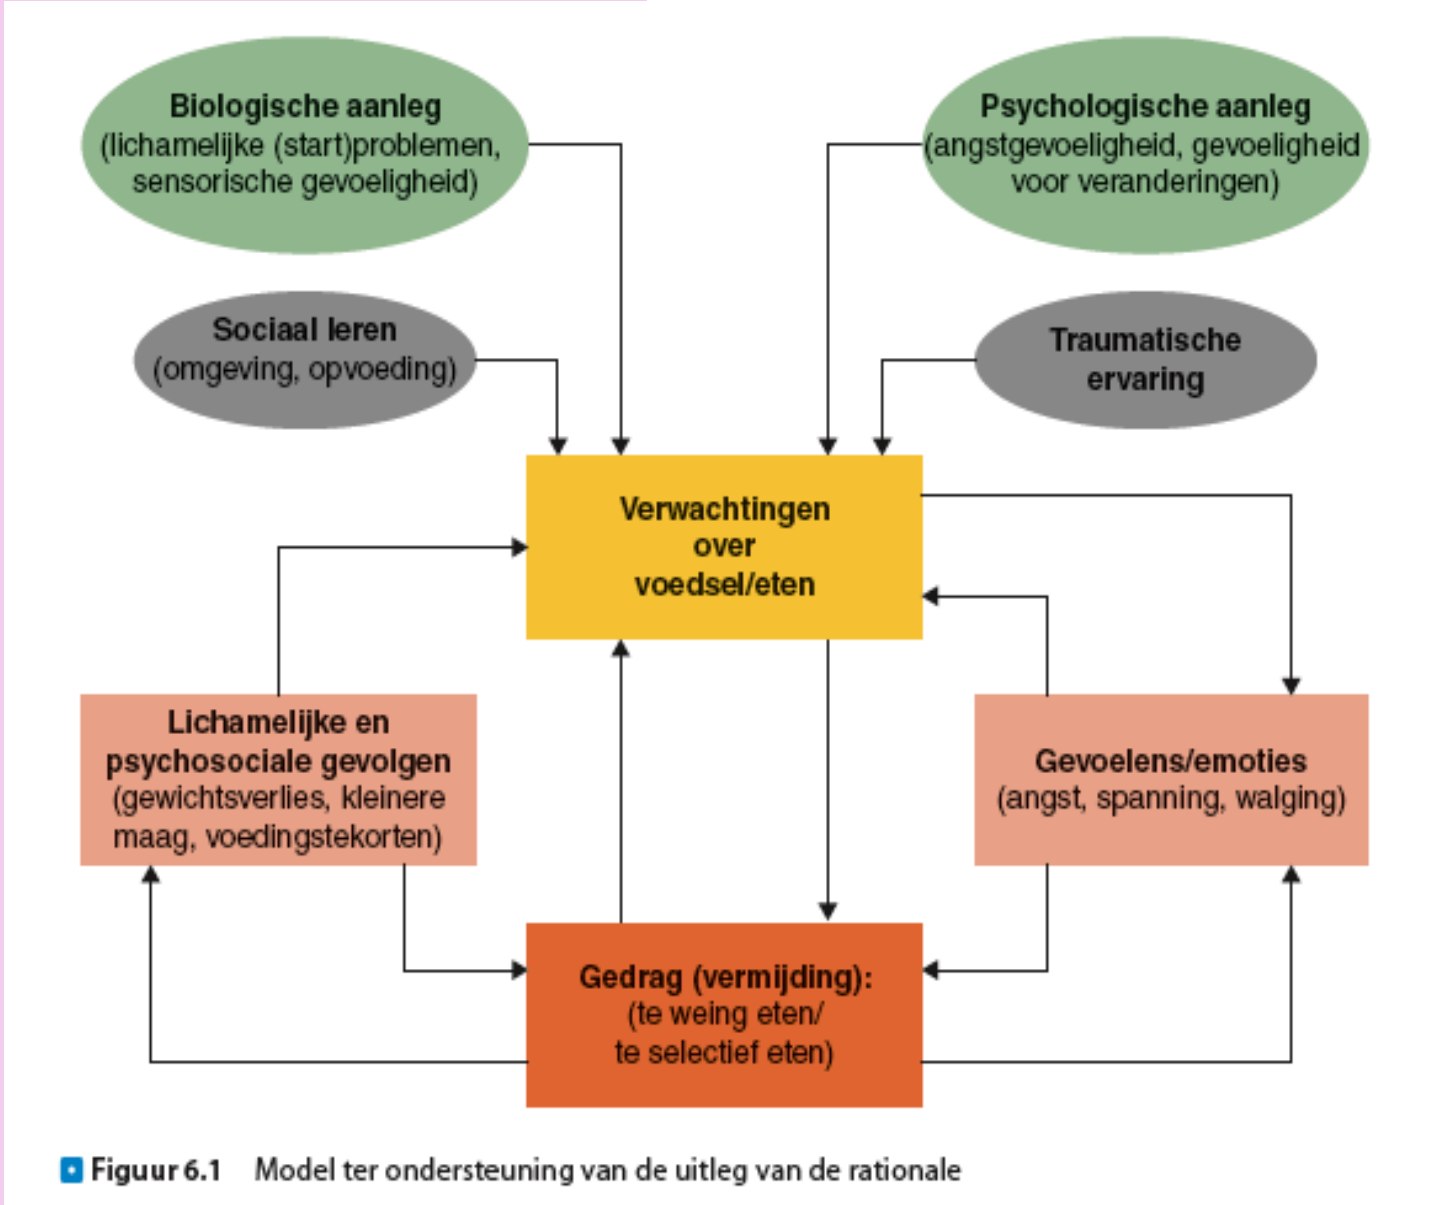 Biologische aanleg
(lichamelijke (start)problemen,
sensorische gevoeligheid)
Psychologische aanleg
(angstgevoeligheid, gevoeligheid
voor veranderingen)
Sociaal leren
(omgeving, opvoeding)
Traumatische
ervaring
Verwachtingen
over
voedsel/eten
Lichamelijke en
psychosociale gevolgen
(gewichtsverlies, kleinere
maag, voedingstekorten)
Gevoelens/emoties
(angst, spanning, walging)
Gedrag (vermijding):
(te weing eten/
te selectief eten)
Figuur 6.1 Model ter ondersteuning van de uitleg van de rationale